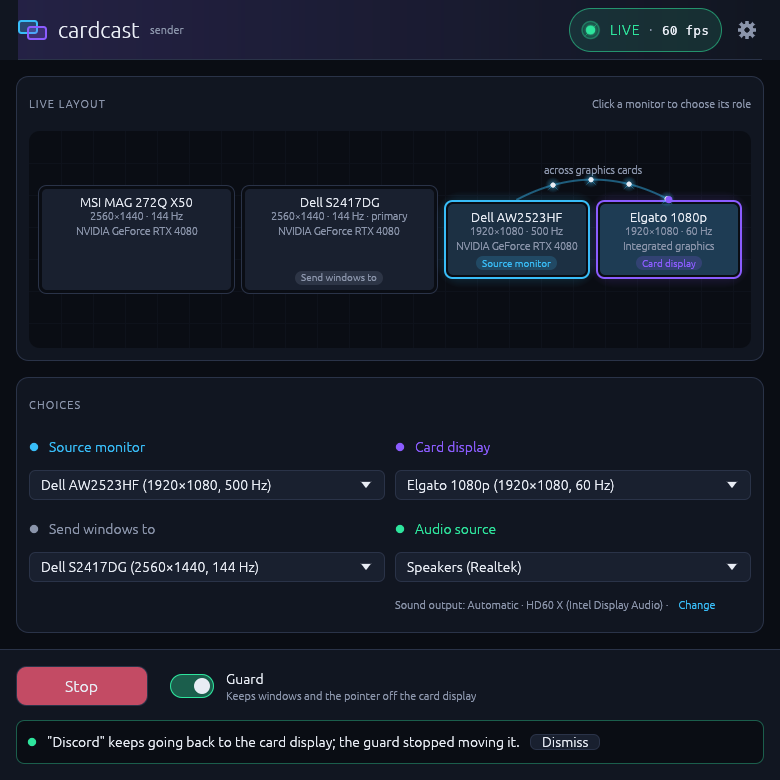 cardcast sender
LIVE · 60 fps
LIVE LAYOUT
Click a monitor to choose its role
across graphics cards
MSI MAG 272Q X50
2560×1440 · 144 Hz
NVIDIA GeForce RTX 4080
Dell S2417DG
2560×1440 · 144 Hz · primary
NVIDIA GeForce RTX 4080
Send windows to
Dell AW2523HF
1920×1080 · 500 Hz
NVIDIA GeForce RTX 4080
Source monitor
Elgato 1080p
1920×1080 · 60 Hz
Integrated graphics
Card display
CHOICES
Source monitor
Dell AW2523HF (1920×1080, 500 Hz)
Card display
Elgato 1080p (1920×1080, 60 Hz)
Send windows to
Dell S2417DG (2560×1440, 144 Hz)
Audio source
Speakers (Realtek)
Sound output: Automatic · HD60 X (Intel Display Audio) · Change
Stop
Guard
Keeps windows and the pointer off the card display
"Discord" keeps going back to the card display; the guard stopped moving it. Dismiss